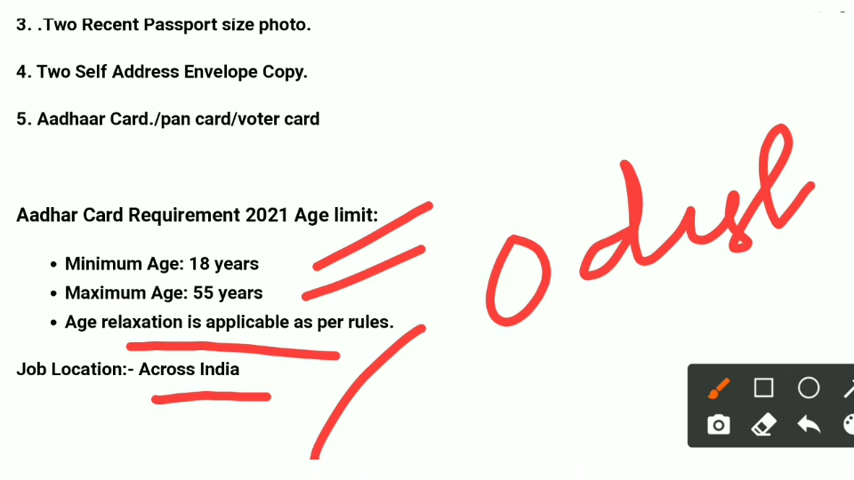 3. .Two Recent Passport size photo.
4. Two Self Address Envelope Copy.
5. Aadhaar Card./pan card/voter card
Aadhar Card Requirement 2021 Age limit:
• Minimum Age: 18 years
• Maximum Age: 55 years
• Age relaxation is applicable as per rules.
Job Location:- Across India